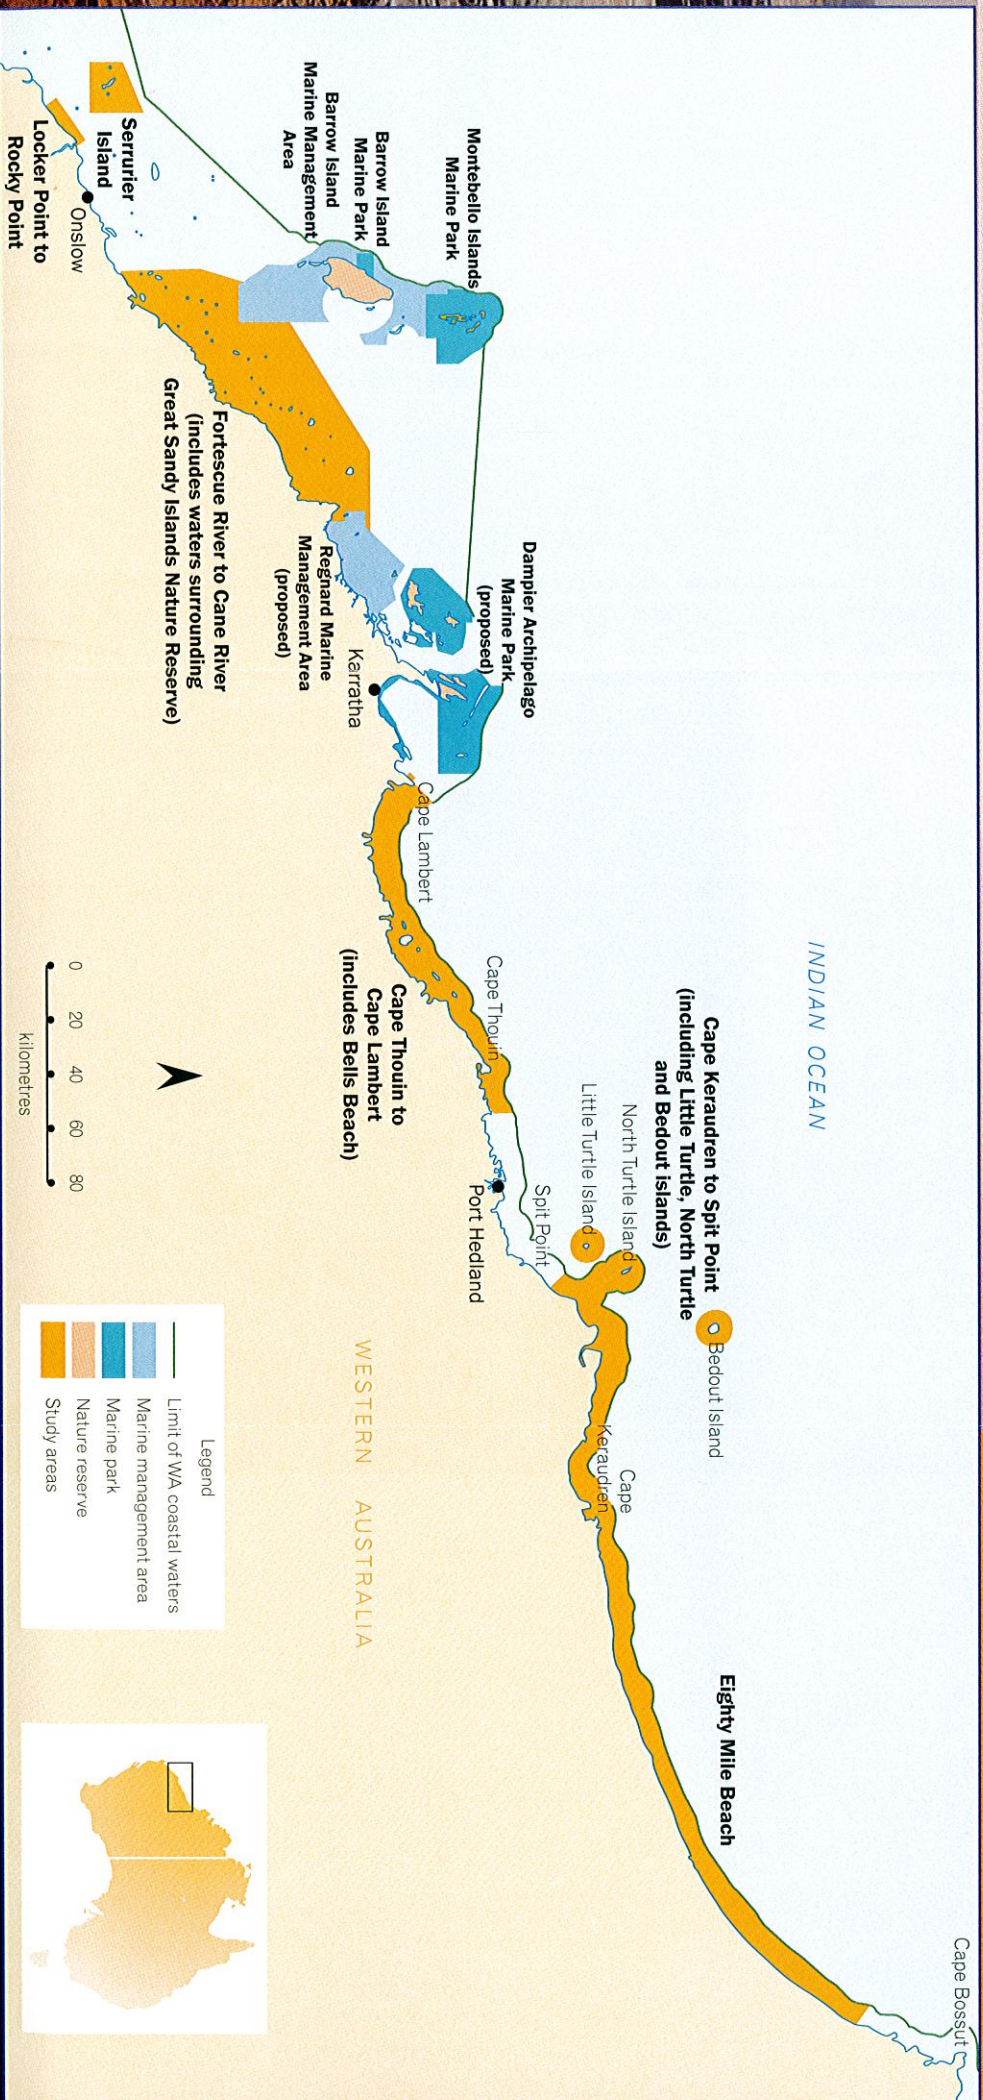 INDIAN OCEAN
Montebello Islands
Marine Park
Barrow Island
Marine Park
Barrow Island
Marine Management
Area
Serrurier
Island
Onslow
Locker Point to
Rocky Point
Fortescue River to Cane River
(includes waters surrounding
Great Sandy Islands Nature Reserve)
Dampier Archipelago
Marine Park
(proposed)
Regnard Marine
Management Area
(proposed)
Karratha
Cape Lambert
Cape Thouin to
Cape Lambert
(includes Bells Beach)
Cape Thouin
Port Hedland
Spit Point
Little Turtle Island
North Turtle Island
Cape Keraudren to Spit Point
(including Little Turtle, North Turtle
and Bedout islands)
Bedout Island
Cape
Keraudren
Eighty Mile Beach
Cape Bossut
WESTERN AUSTRALIA
0 20 40 60 80
kilometres
Legend
Limit of WA coastal waters
Marine management area
Marine park
Nature reserve
Study areas